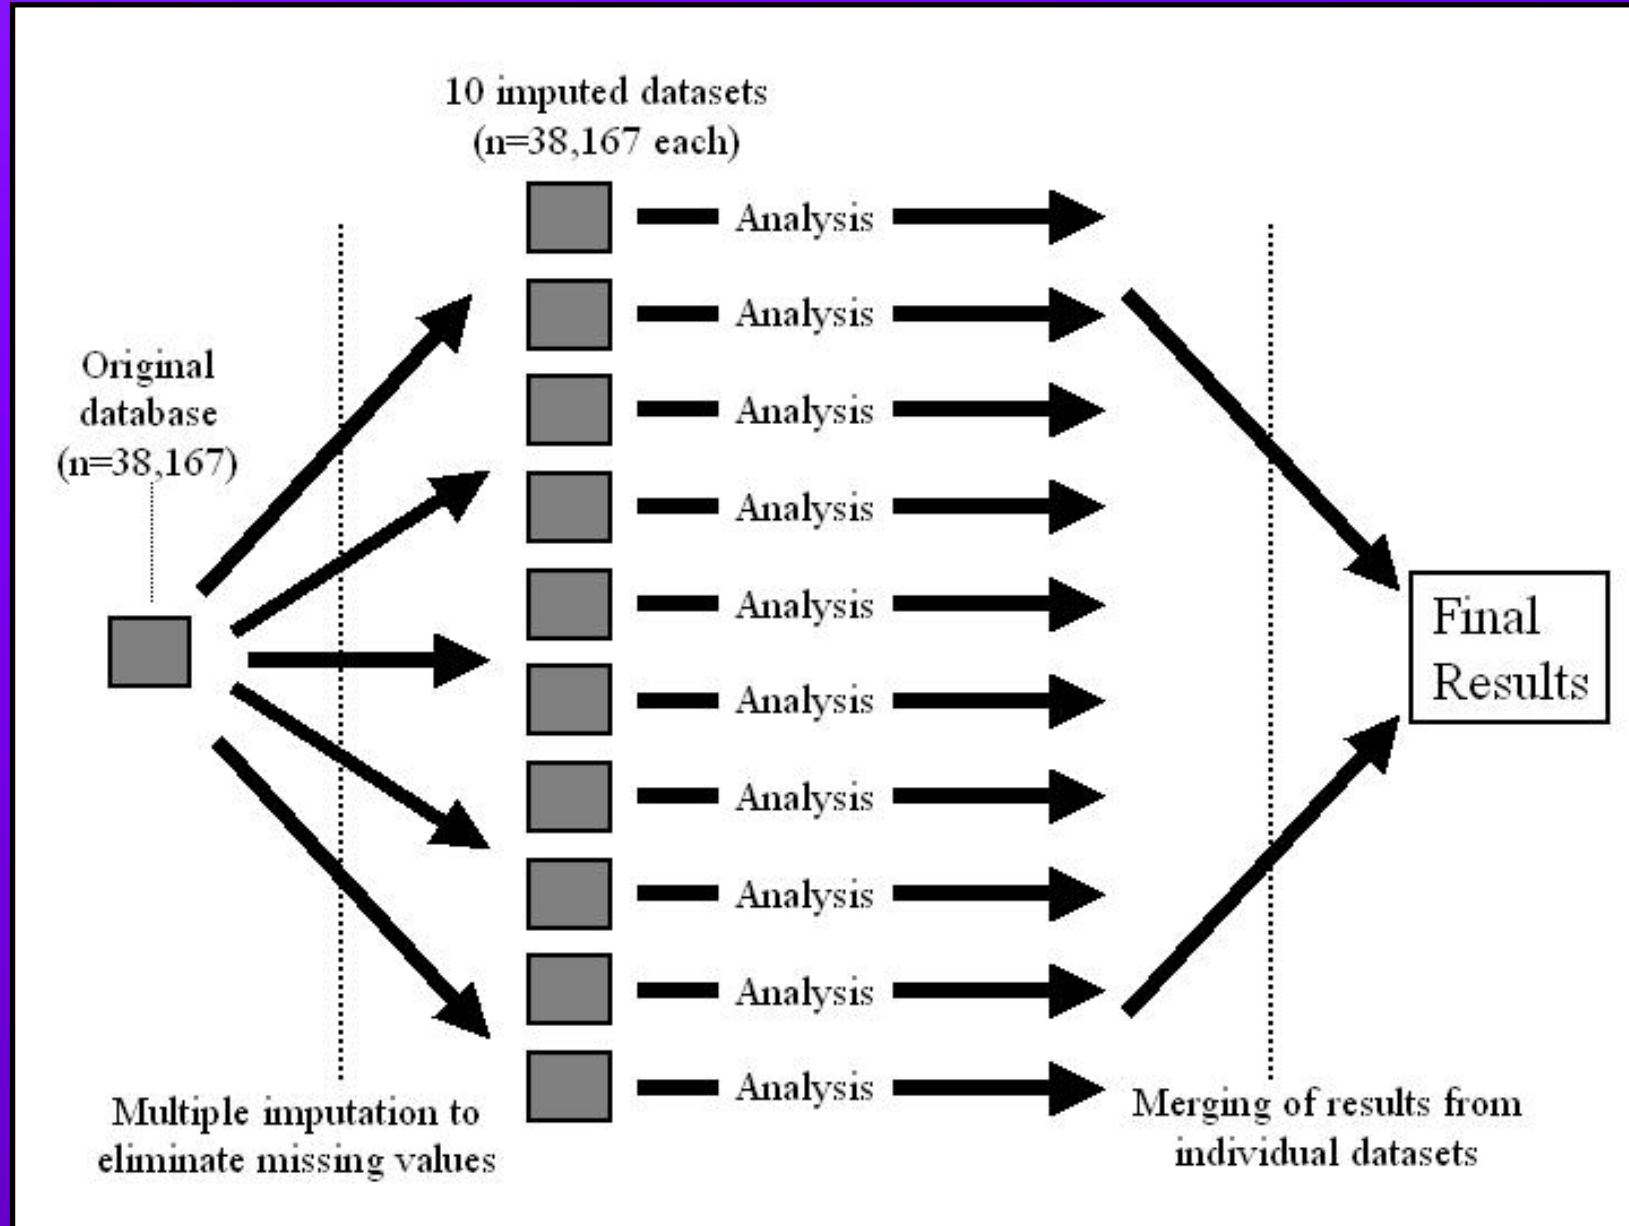 10 imputed datasets
(n=38,167 each)
Original
database
(n=38,167)
Analysis
Analysis
Analysis
Analysis
Analysis
Analysis
Analysis
Analysis
Analysis
Analysis
Final
Results
Multiple imputation to
eliminate missing values
Merging of results from
individual datasets